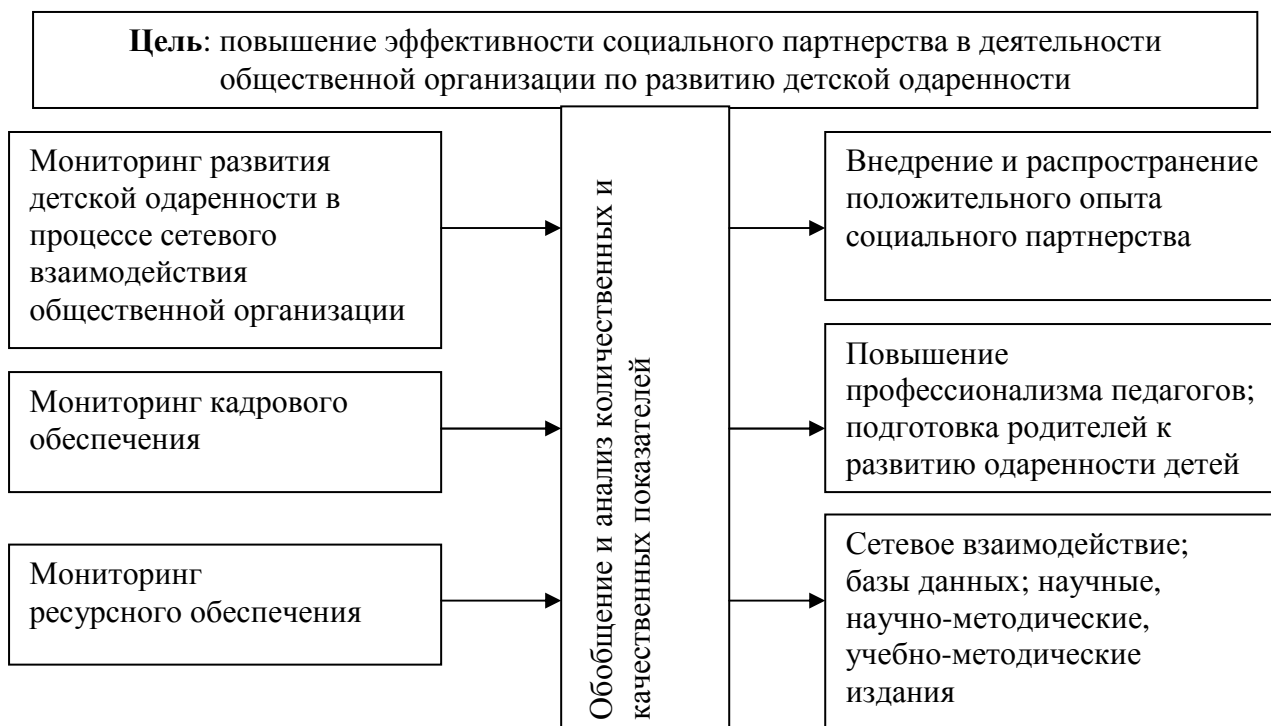 Цель: повышение эффективности социального партнерства в деятельности
общественной организации по развитию детской одаренности
Мониторинг развития
детской одаренности в
процессе сетевого
взаимодействия
общественной организации
Мониторинг кадрового
обеспечения
Мониторинг
ресурсного обеспечения
Обобщение и анализ количественных и
качественных показателей
Внедрение и распространение
положительного опыта
социального партнерства
Повышение
профессионализма педагогов;
подготовка родителей к
развитию одаренности детей
Сетевое взаимодействие;
базы данных; научные,
научно-методические,
учебно-методические
издания